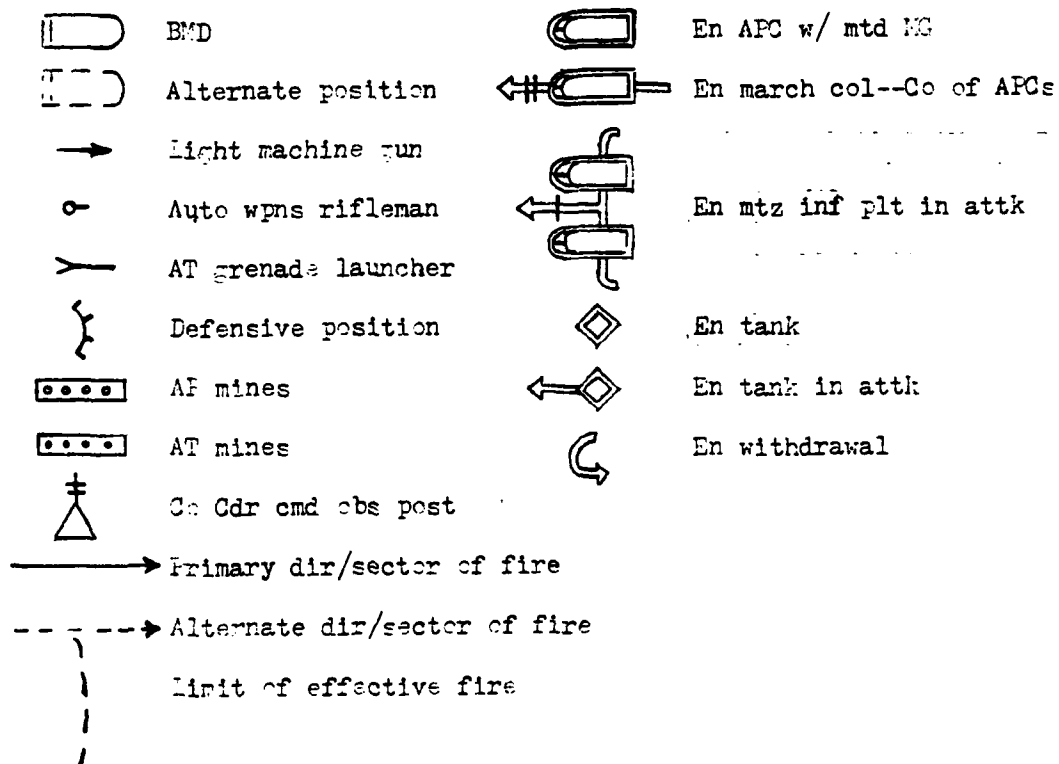 BMD
Alternate position
Light machine gun
Auto wpns rifleman
AT grenade launcher
Defensive position
AP mines
AT mines
Co Cdr cmd obs post
Primary dir/sector of fire
Alternate dir/sector of fire
Limit of effective fire
En APC w/ mtd MG
En march col--Co of APCs
En mtz inf plt in attk
En tank
En tank in attk
En withdrawal